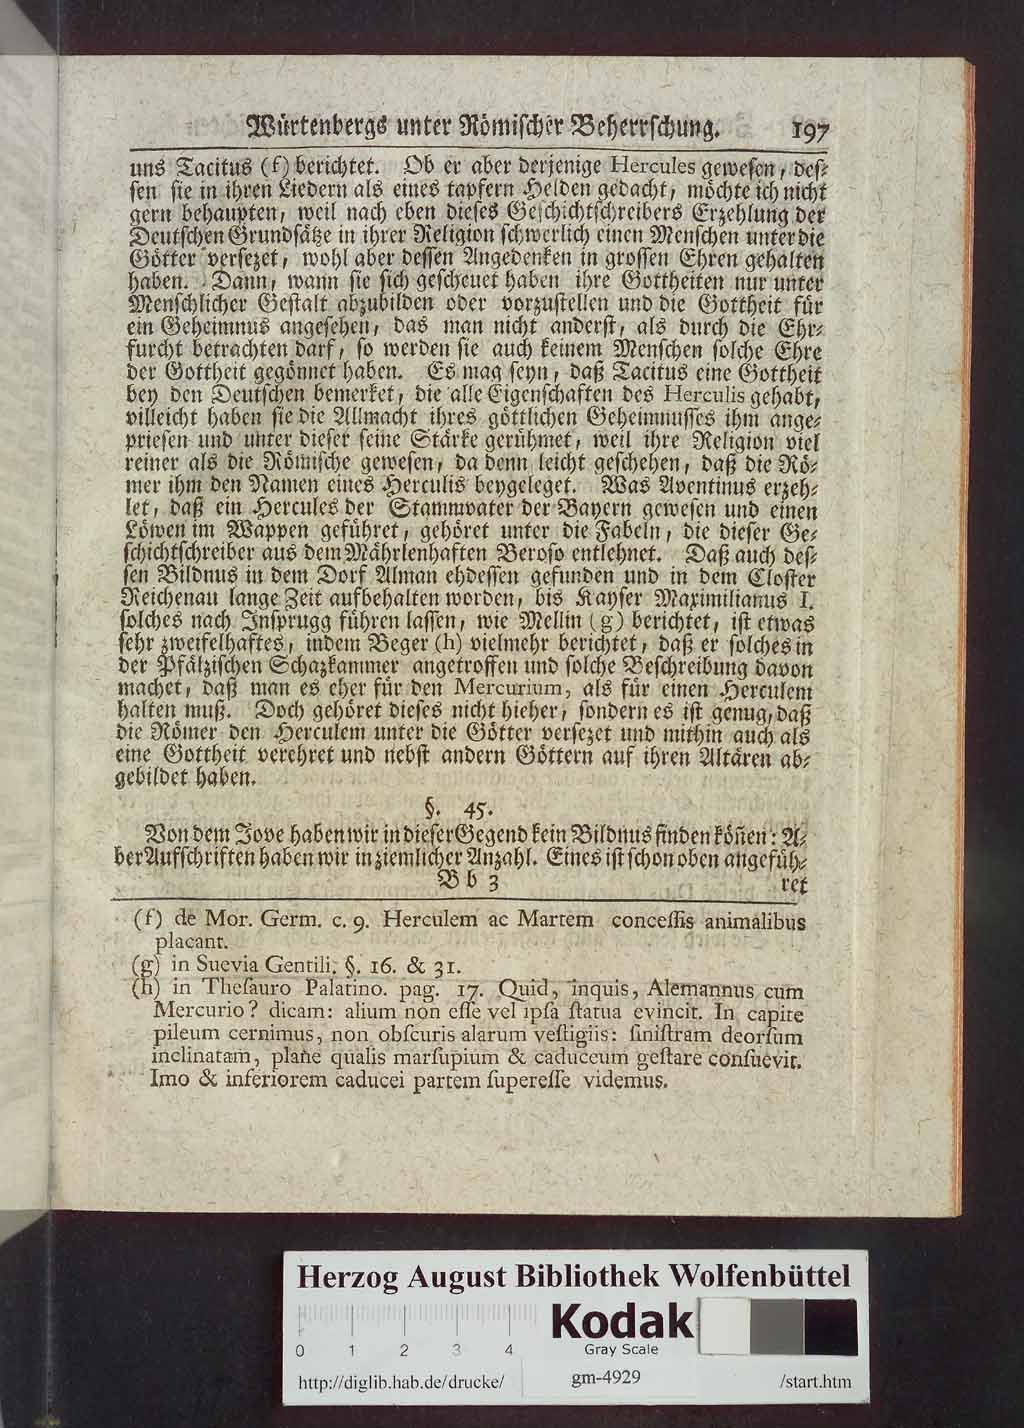 Würtenbergs unter Römischer Beherrschung. 197
uns Tacitus (f) berichtet. Ob er aber derjenige Hercules gewesen, des-
sen sie in ihren Liedern als eines tapfern Helden gedacht, möchte ich nicht
gern behaupten, weil nach eben dieses Geschichtschreibers Erzehlung der
Deutschen Grundsätze in ihrer Religion schwerlich einen Menschen unter die
Götter versezet, wohl aber dessen Angedenken in grossen Ehren gehalten
haben. Dann, wann sie sich gescheuet haben ihre Gottheiten nur unter
Menschlicher Gestalt abzubilden oder vorzustellen und die Gottheit für
ein Geheimnus angesehen, das man nicht anderst, als durch die Ehr-
furcht betrachten darf, so werden sie auch keinem Menschen solche Ehre
der Gottheit gegönnet haben. Es mag seyn, daß Tacitus eine Gottheit
bey den Deutschen bemerket, die alle Eigenschaften des Herculis gehabt,
villeicht haben sie die Allmacht ihres göttlichen Geheimnusses ihm ange-
priesen und unter dieser seine Stärke gerühmet, weil ihre Religion viel
reiner als die Römische gewesen, da denn leicht geschehen, daß die Rö-
mer ihm den Namen eines Herculis beygeleget. Was Aventinus erzeh-
let, daß ein Hercules der Stammvater der Bayern gewesen und einen
Löwen im Wappen geführet, gehöret unter die Fabeln, die dieser Ge-
schichtschreiber aus dem Mährlenhaften Beroso entlehnet. Daß auch des-
sen Bildnus in dem Dorf Alman ehdessen gefunden und in dem Closter
Reichenau lange Zeit aufbehalten worden, bis Kayser Maximilianus I.
solches nach Insprugg führen lassen, wie Mellin (g) berichtet, ist etwas
sehr zweifelhaftes, indem Beger (h) vielmehr berichtet, daß er solches in
der Pfälzischen Schazkammer angetroffen und solche Beschreibung davon
machet, daß man es eher für den Mercurium, als für einen Herculem
halten muß. Doch gehöret dieses nicht hieher, sondern es ist genug, daß
die Römer den Herculem unter die Götter versezet und mithin auch als
eine Gottheit verehret und nebst andern Göttern auf ihren Altären ab-
gebildet haben.
§. 45.
Von dem Jove haben wir in dieser Gegend kein Bildnus finden kön̄en: A-
ber Aufschriften haben wir in ziemlicher Anzahl. Eines ist schon oben angefüh-
B b 3 ret
(f) de Mor. Germ. c. 9. Herculem ac Martem concessis animalibus
placant.
(g) in Suevia Gentili. §. 16. & 31.
(h) in Theſauro Palatino. pag. 17. Quid, inquis, Alemannus cum
Mercurio? dicam: alium non eſſe vel ipſa ſtatua evincit. In capite
pileum cernimus, non obſcuris alarum veſtigiis: ſiniſtram deorſum
inclinatam, plane qualis marſupium & caduceum geſtare conſuevit.
Imo & inferiorem caducei partem ſupereſſe videmus.
Herzog August Bibliothek Wolfenbüttel
0 1 2 3 4
Kodak
Gray Scale
http://diglib.hab.de/drucke/ gm-4929 /start.htm